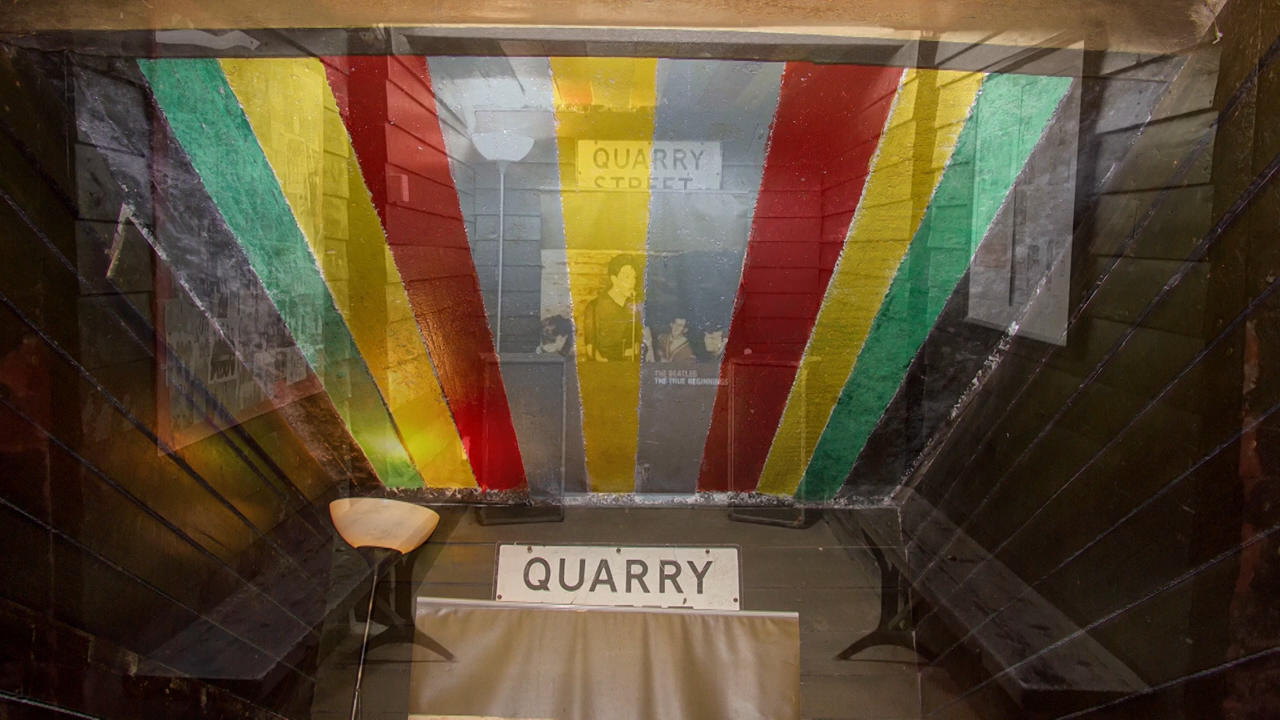 QUARRY
STREET
THE BEATLES
THE TRUE BEGINNINGS
QUARRY